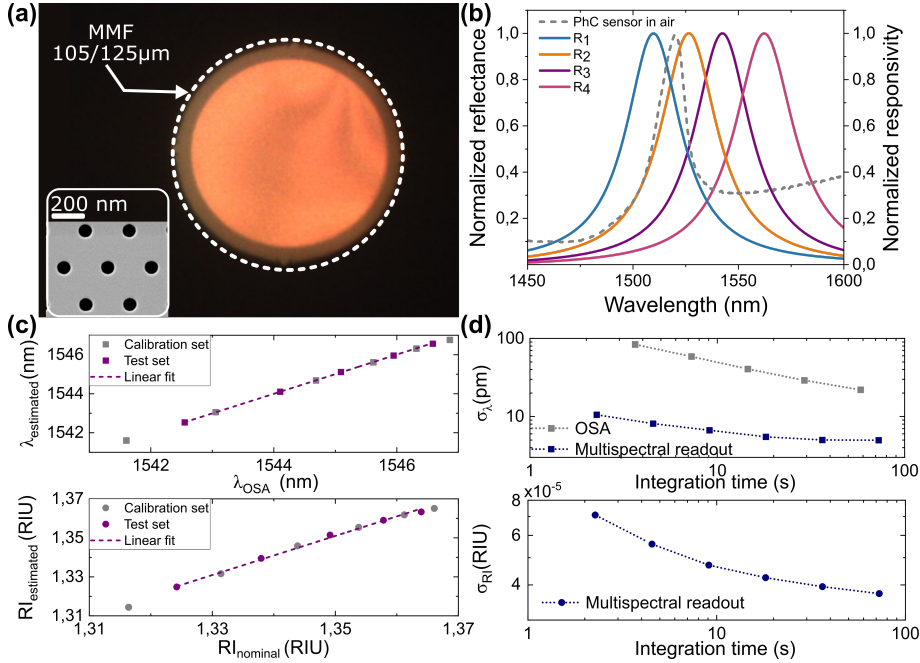 (a)
MMF
105/125μm
200 nm
(b)
PhC sensor in air
R1
R2
R3
R4
Normalized reflectance
1,0
0,8
0,6
0,4
0,2
1450
1500
1550
1600
Wavelength (nm)
1,0
0,8
0,6
0,4
0,2
0,0
Normalized responsivity
(c)
Calibration set
Test set
Linear fit
λestimated(nm)
1546
1544
1542
1542
1544
1546
λOSA (nm)
Calibration set
Test set
Linear fit
RIestimated(RIU)
1,37
1,35
1,33
1,31
1,31
1,33
1,35
1,37
RInominal(RIU)
(d)
σλ(pm)
100
10
OSA
Multispectral readout
1
10
100
Integration time (s)
8×10-5
6
4
σRI(RIU)
Multispectral readout
1
10
100
Integration time (s)